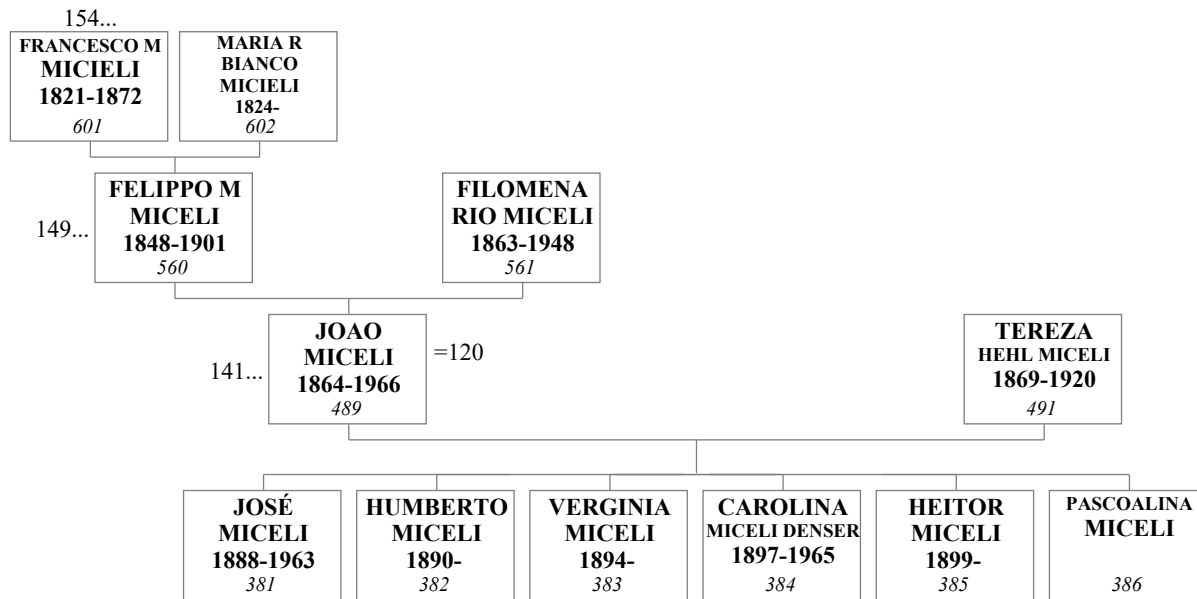 154...
FRANCESCO M
MICIELI
1821-1872
601
MARIA R
BIANCO
MICIELI
1824-
602
149...
FELIPPO M
MICELI
1848-1901
560
FILOMENA
RIO MICELI
1863-1948
561
141...
JOAO
MICELI
1864-1966
489
=120
TEREZA
HEHL MICELI
1869-1920
491
JOSÉ
MICELI
1888-1963
381
HUMBERTO
MICELI
1890-
382
VERGINIA
MICELI
1894-
383
CAROLINA
MICELI DENSER
1897-1965
384
HEITOR
MICELI
1899-
385
PASCOALINA
MICELI
386